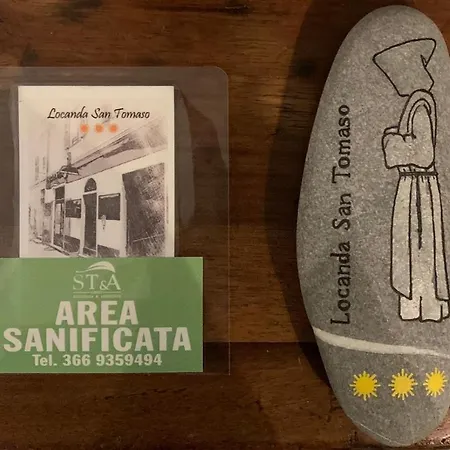 Locanda San Tomaso
ST&A
AREA
SANIFICATA
Tel. 366 9359494
Locanda San Tomaso